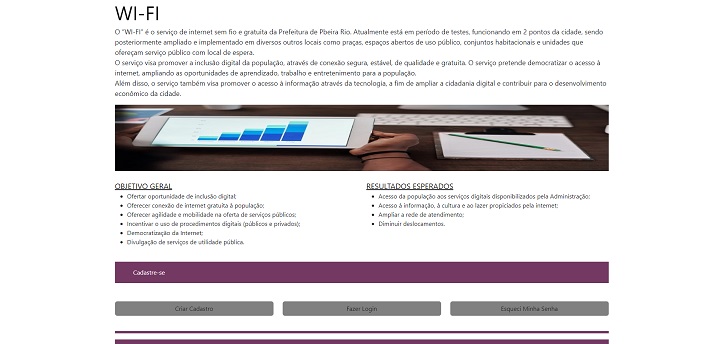 WI-FI
O "WI-FI" é o serviço de internet sem fio e gratuita da Prefeitura de Pbeira Rio. Atualmente está em período de testes, funcionando em 2 pontos da cidade, sendo
posteriormente ampliado e implementado em diversos outros locais como praças, espaços abertos de uso público, conjuntos habitacionais e unidades que
ofereçam serviço público com local de espera.
O serviço visa promover a inclusão digital da população, através de conexão segura, estável, de qualidade e gratuita. O serviço pretende democratizar o acesso à
internet, ampliando as oportunidades de aprendizado, trabalho e entretenimento para a população.
Além disso, o serviço também visa promover o acesso à informação através da tecnologia, a fim de ampliar a cidadania digital e contribuir para o desenvolvimento
econômico da cidade.
OBJETIVO GERAL
• Ofertar oportunidade de inclusão digital;
• Oferecer conexão de internet gratuita à população;
• Oferecer agilidade e mobilidade na oferta de serviços públicos;
• Incentivar o uso de procedimentos digitais (públicos e privados);
• Democratização da Internet;
• Divulgação de serviços de utilidade pública.
RESULTADOS ESPERADOS
• Acesso da população aos serviços digitais disponibilizados pela Administração;
• Acesso à informação, à cultura e ao lazer propiciados pela internet;
• Ampliar a rede de atendimento;
• Diminuir deslocamentos.
Cadastre-se
Criar Cadastro
Fazer Login
Esqueci Minha Senha